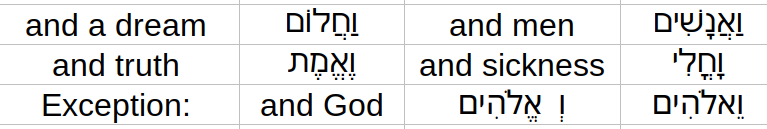 and a dream וַחֲלוֹם and men וַאֲנָשִׁים
and truth וֶאֱמֶת and sickness וָחֳלִי
Exception: and God וְ אֱלֹהִים וֵאלֹהִים